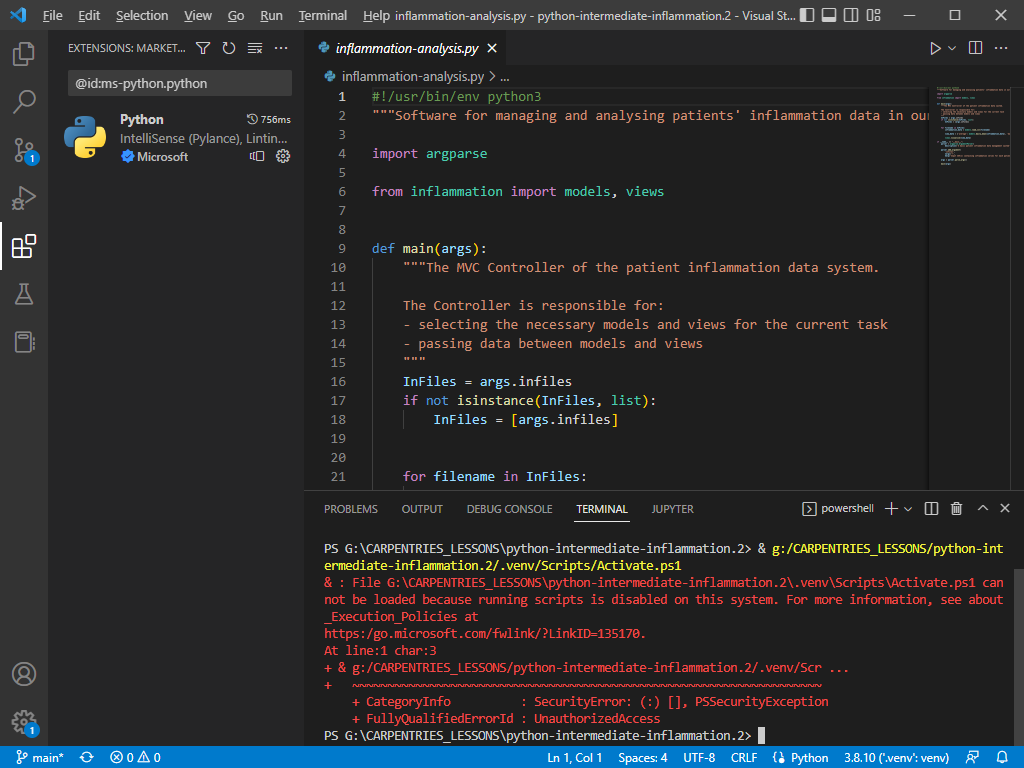 File Edit Selection View Go Run Terminal Help inflammation-analysis.py - python-intermediate-inflammation.2 - Visual St...
EXTENSIONS: MARKET...
@id:ms-python.python
Python 756ms
IntelliSense (Pylance), Lintin...
Microsoft
1
1
inflammation-analysis.py
inflammation-analysis.py > ...
1 #!/usr/bin/env python3
2 """Software for managing and analysing patients' inflammation data in our
3
4 import argparse
5
6 from inflammation import models, views
7
8
9 def main(args):
10 """The MVC Controller of the patient inflammation data system.
11
12 The Controller is responsible for:
13 - selecting the necessary models and views for the current task
14 - passing data between models and views
15 """
16 InFiles = args.infiles
17 if not isinstance(InFiles, list):
18 InFiles = [args.infiles]
19
20
21 for filename in InFiles:
PROBLEMS OUTPUT DEBUG CONSOLE TERMINAL JUPYTER powershell
PS G:\CARPENTRIES_LESSONS\python-intermediate-inflammation.2> & g:/CARPENTRIES_LESSONS/python-int
ermediate-inflammation.2/.venv/Scripts/Activate.ps1
& : File G:\CARPENTRIES_LESSONS\python-intermediate-inflammation.2\.venv\Scripts\Activate.ps1 can
not be loaded because running scripts is disabled on this system. For more information, see about
_Execution_Policies at
https:/go.microsoft.com/fwlink/?LinkID=135170.
At line:1 char:3
+ & g:/CARPENTRIES_LESSONS/python-intermediate-inflammation.2/.venv/Scr ...
+ ~~~~~~~~~~~~~~~~~~~~~~~~~~~~~~~~~~~~~~~~~~~~~~~~~~~~~~~~~~~~~
+ CategoryInfo : SecurityError: (:) [], PSSecurityException
+ FullyQualifiedErrorId : UnauthorizedAccess
PS G:\CARPENTRIES_LESSONS\python-intermediate-inflammation.2>
main* 0 0 Ln 1, Col 1 Spaces: 4 UTF-8 CRLF Python 3.8.10 ('.venv': venv)